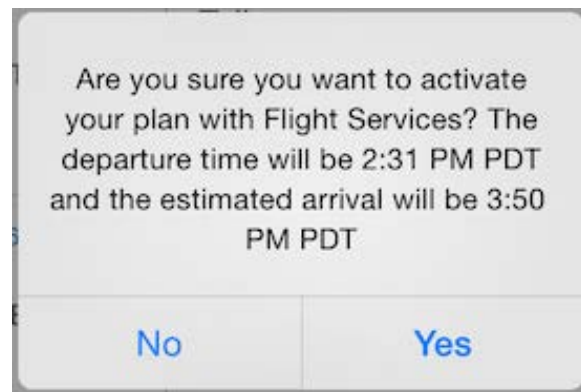 Are you sure you want to activate
your plan with Flight Services? The
departure time will be 2:31 PM PDT
and the estimated arrival will be 3:50
PM PDT
No
Yes